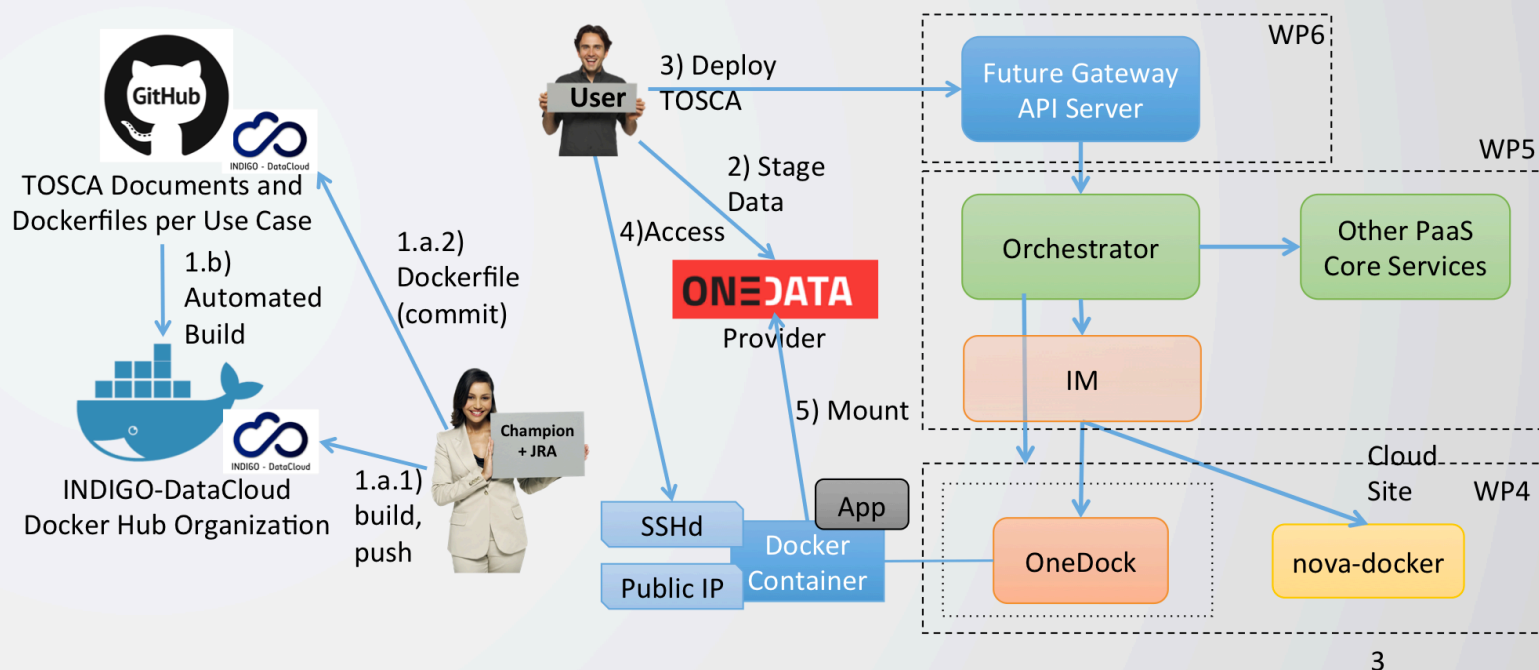 GitHub
INDIGO - DataCloud
TOSCA Documents and
Dockerfiles per Use Case
1.b)
Automated
Build
INDIGO - DataCloud
INDIGO-DataCloud
Docker Hub Organization
1.a.2)
Dockerfile
(commit)
Champion
+ JRA
1.a.1)
build,
push
User
3) Deploy
TOSCA
2) Stage
Data
4)Access
ONEDATA
Provider
5) Mount
App
SSHd
Docker
Container
Public IP
WP6
Future Gateway
API Server
WP5
Orchestrator
Other PaaS
Core Services
IM
Cloud
Site
WP4
OneDock
nova-docker
3